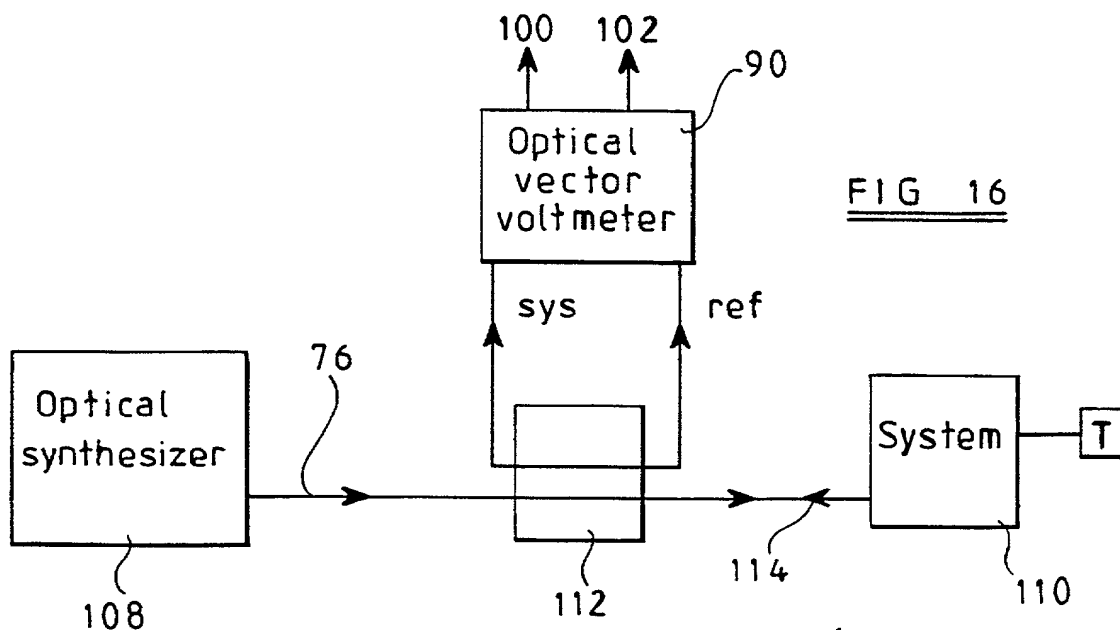 100
102
90
Optical
vector
voltmeter
FIG 16
sys
ref
76
Optical
synthesizer
System
T
114
108
112
110